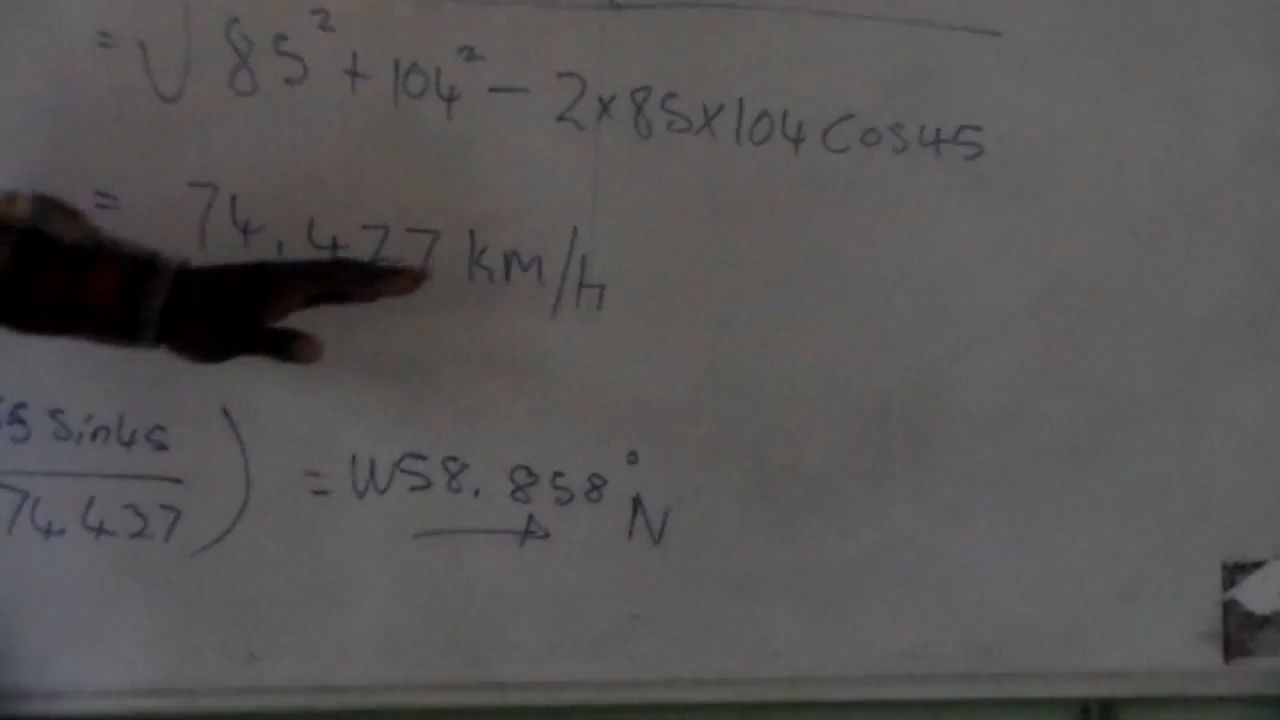 = √ 85² + 104² - 2×85×104 Cos45
= 74.427 km/h
5 Sin45
74.427 ) = W58.858° N